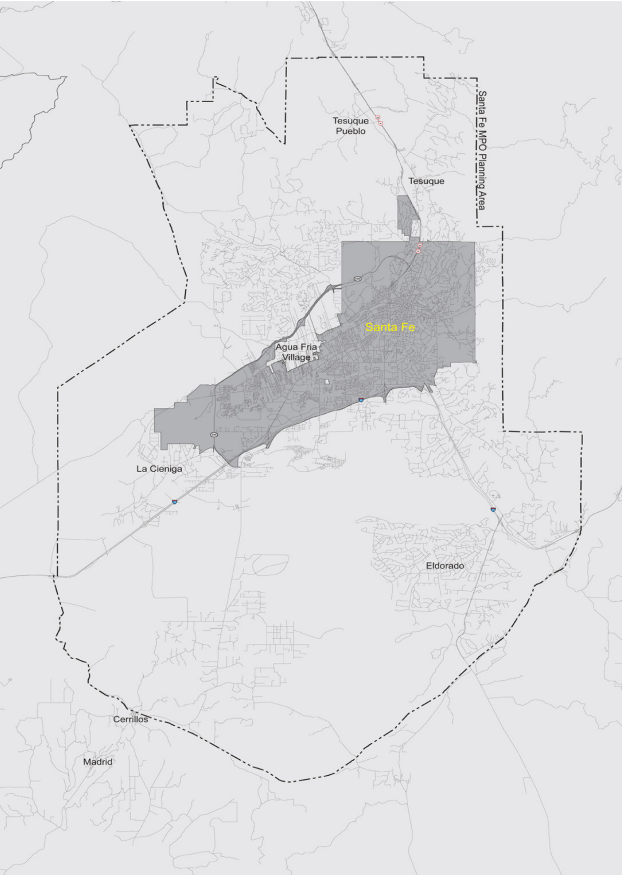 Santa Fe MPO Planning Area
Tesuque
Pueblo
Tesuque
Santa Fe
Agua Fria
Village
La Cieniga
Eldorado
Cerrillos
Madrid